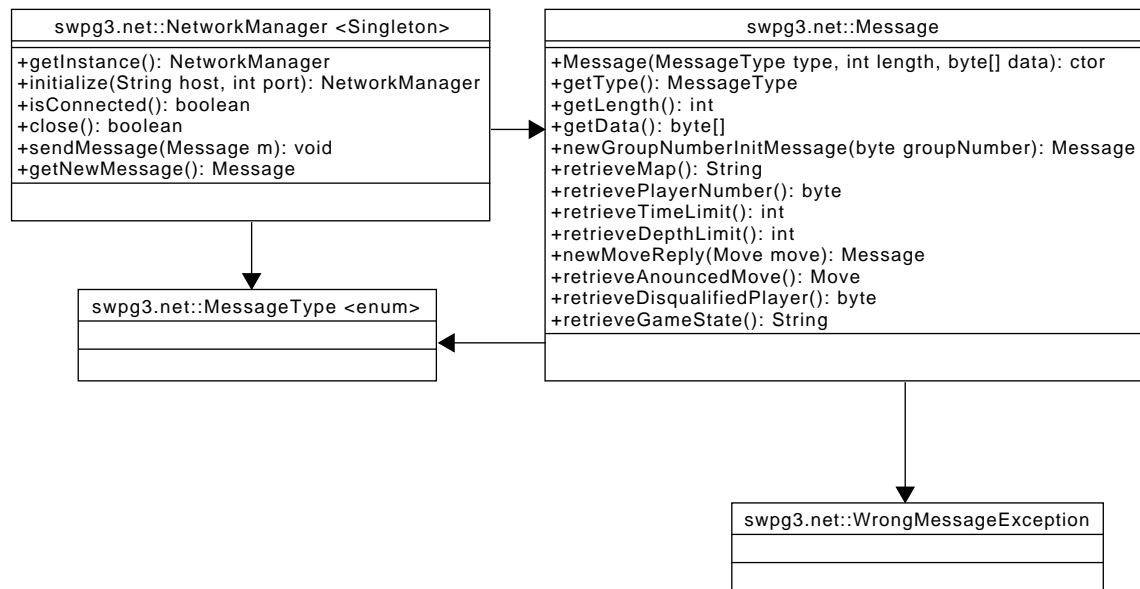 swpg3.net::NetworkManager <Singleton>
+getInstance(): NetworkManager
+initialize(String host, int port): NetworkManager
+isConnected(): boolean
+close(): boolean
+sendMessage(Message m): void
+getNewMessage(): Message
swpg3.net::Message
+Message(MessageType type, int length, byte[] data): ctor
+getType(): MessageType
+getLength(): int
+getData(): byte[]
+newGroupNumberInitMessage(byte groupNumber): Message
+retrieveMap(): String
+retrievePlayerNumber(): byte
+retrieveTimeLimit(): int
+retrieveDepthLimit(): int
+newMoveReply(Move move): Message
+retrieveAnouncedMove(): Move
+retrieveDisqualifiedPlayer(): byte
+retrieveGameState(): String
swpg3.net::MessageType <enum>
swpg3.net::WrongMessageException